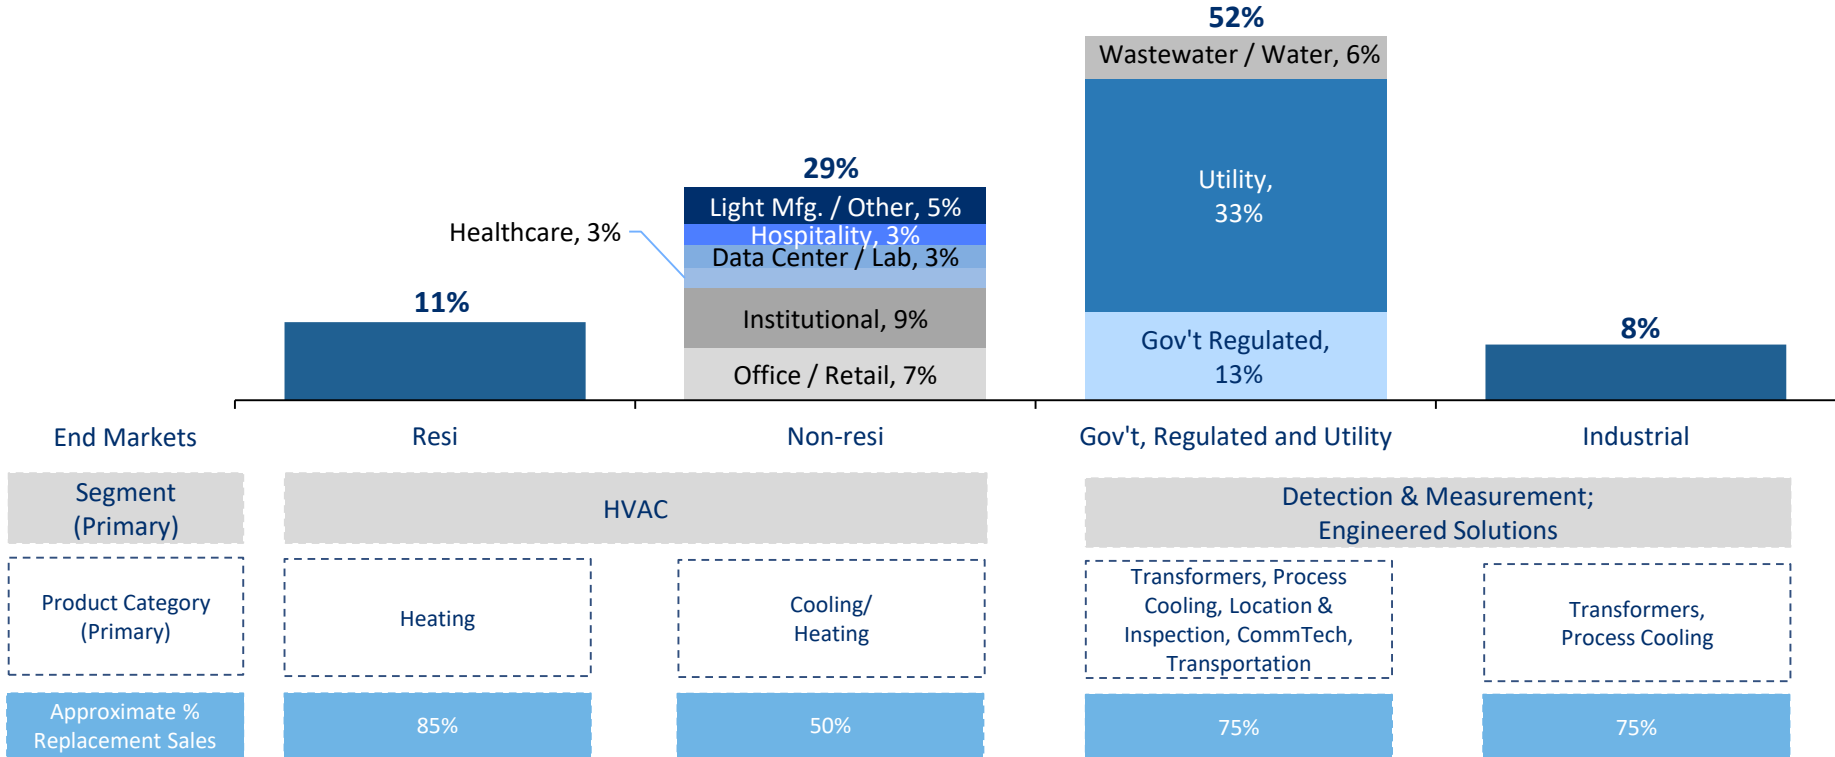 52%
Wastewater / Water, 6%
Utility,
33%
Gov't Regulated,
13%
29%
Light Mfg. / Other, 5%
Hospitality, 3%
Healthcare, 3%
Data Center / Lab, 3%
Institutional, 9%
Office / Retail, 7%
11%
8%
End Markets
Resi
Non-resi
Gov't, Regulated and Utility
Industrial
Segment
(Primary)
HVAC
Detection & Measurement;
Engineered Solutions
Product Category
(Primary)
Heating
Cooling/
Heating
Transformers, Process
Cooling, Location &
Inspection, CommTech,
Transportation
Transformers,
Process Cooling
Approximate %
Replacement Sales
85%
50%
75%
75%